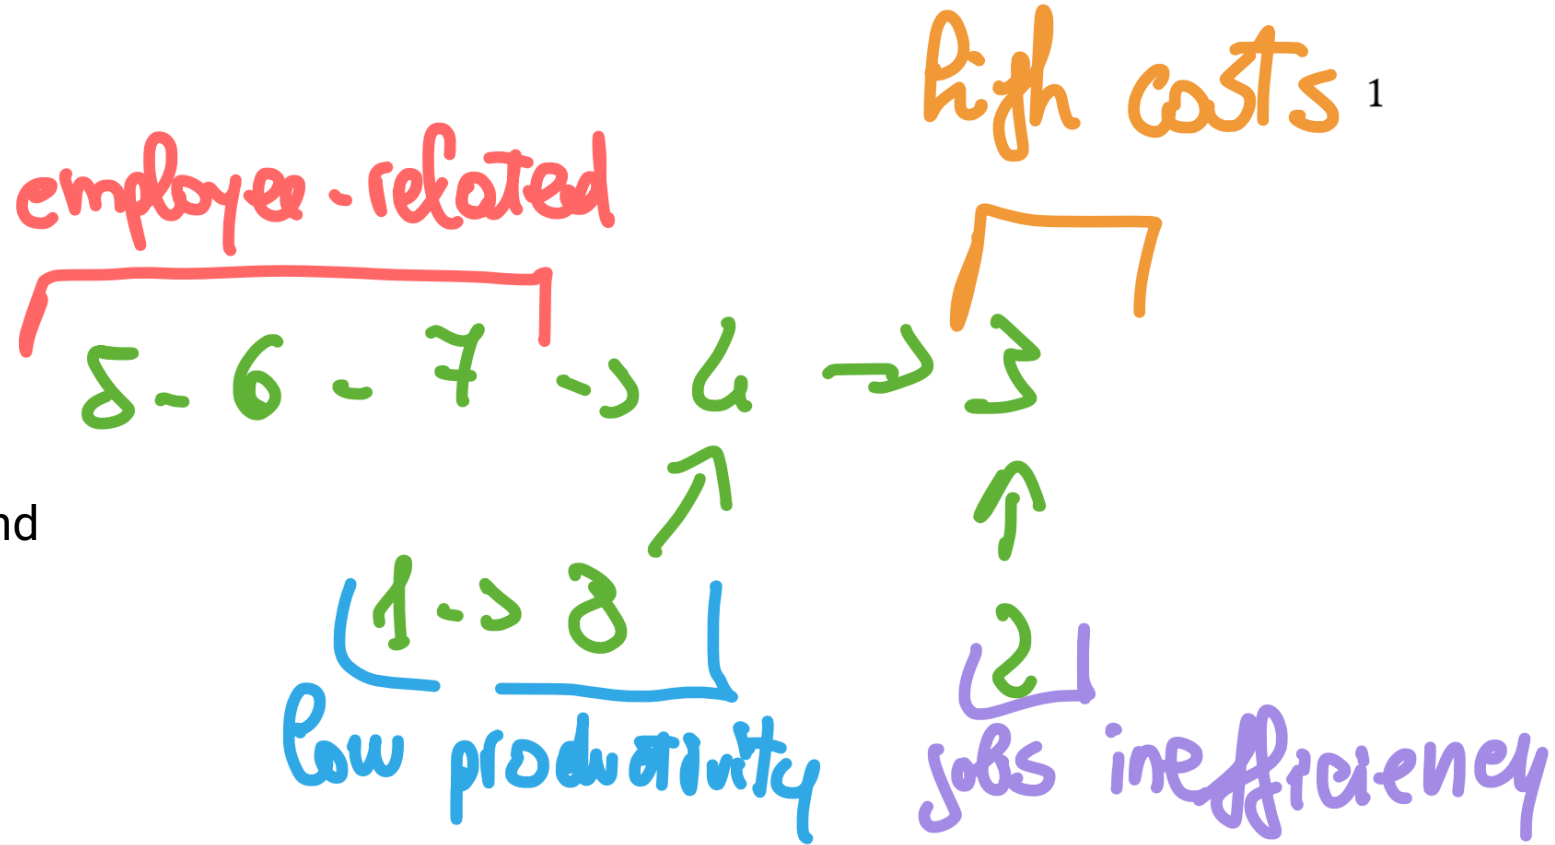 high costs 1
employee-related
5 - 6 - 7 -> 4 -> 3
nd
1 -> 8
2
low productivity
jobs inefficiency